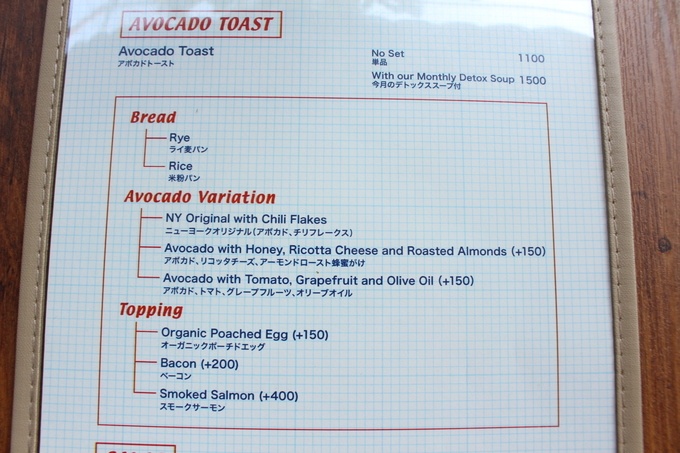 AVOCADO TOAST
Avocado Toast
アボカドトースト
No Set 1100
単品
With our Monthly Detox Soup 1500
今月のデトックススープ付
Bread
Rye
ライ麦パン
Rice
米粉パン
Avocado Variation
NY Original with Chili Flakes
ニューヨークオリジナル(アボカド、チリフレークス)
Avocado with Honey, Ricotta Cheese and Roasted Almonds (+150)
アボカド、リコッタチーズ、アーモンドロースト蜂蜜がけ
Avocado with Tomato, Grapefruit and Olive Oil (+150)
アボカド、トマト、グレープフルーツ、オリーブオイル
Topping
Organic Poached Egg (+150)
オーガニックポーチドエッグ
Bacon (+200)
ベーコン
Smoked Salmon (+400)
スモークサーモン